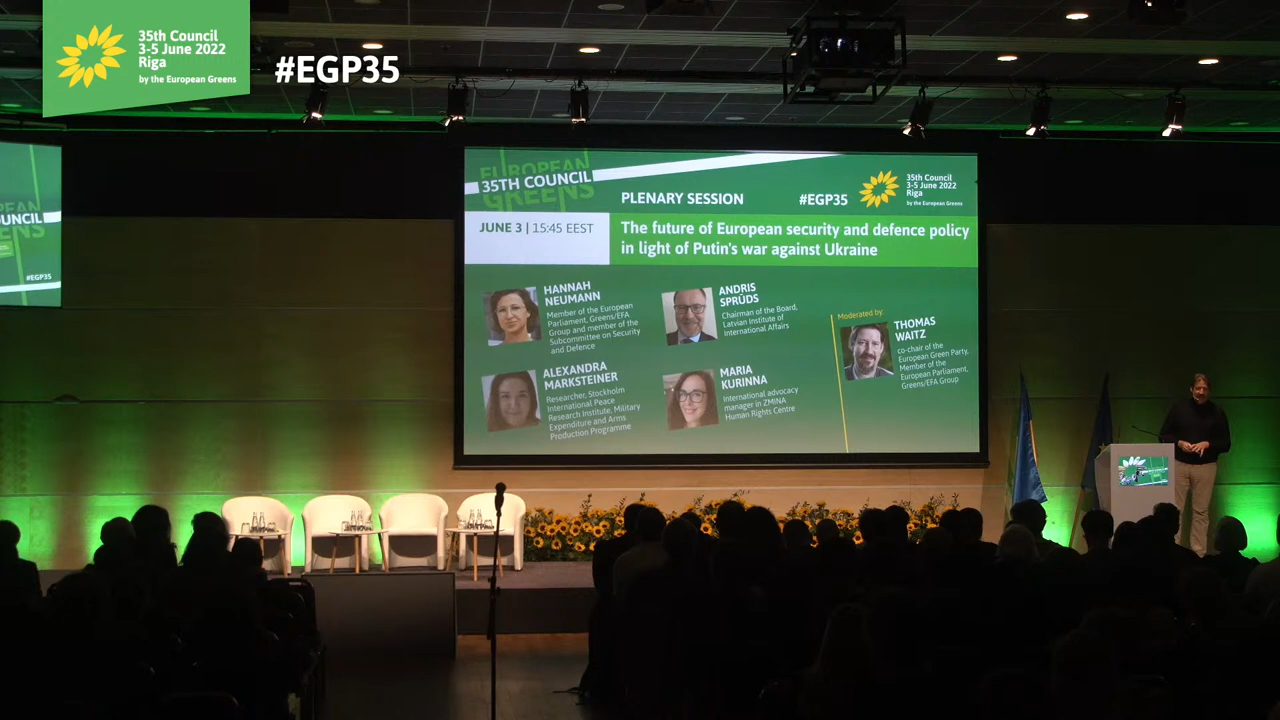 35th Council
3-5 June 2022
Riga
by the European Greens
#EGP35
EUROPEAN
35TH COUNCIL
GREENS
PLENARY SESSION
#EGP35
35th Council
3-5 June 2022
Riga
by the European Greens
JUNE 3 | 15:45 EEST
The future of European security and defence policy
in light of Putin's war against Ukraine
HANNAH
NEUMANN
Member of the European
Parliament, Greens/EFA
Group and member of the
Subcommittee on Security
and Defence
ANDRIS
SPRŪDS
Chairman of the Board,
Latvian Institute of
International Affairs
Moderated by:
THOMAS
WAITZ
co-chair of the
European Green Party,
Member of the
European Parliament,
Greens/EFA Group
ALEXANDRA
MARKSTEINER
Researcher, Stockholm
International Peace
Research Institute, Military
Expenditure and Arms
Production Programme
MARIA
KURINNA
International advocacy
manager in ZMINA
Human Rights Centre
PEAN
OUNCIL
ENS
#EGP35